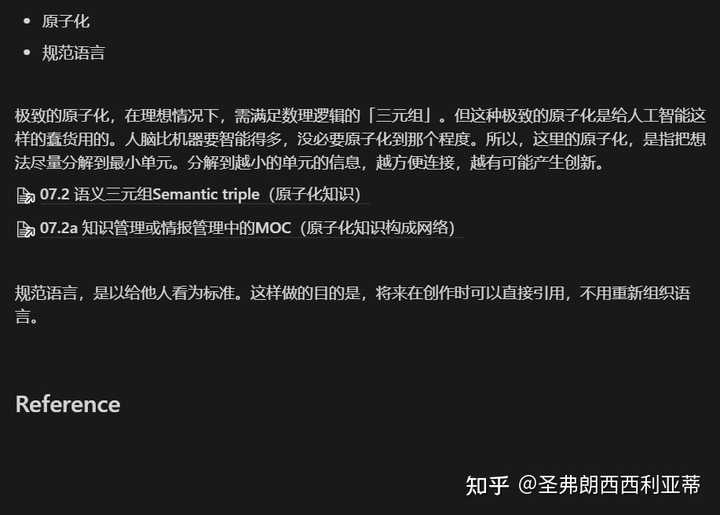 原子化
规范语言
极致的原子化，在理想情况下，需满足数理逻辑的「三元组」。但这种极致的原子化是给人工智能这
样的蠢货用的。人脑比机器要智能得多，没必要原子化到那个程度。所以，这里的原子化，是指把想
法尽量分解到最小单元。分解到越小的单元的信息，越方便连接，越有可能产生创新。
07.2 语义三元组Semantic triple（原子化知识）
07.2a 知识管理或情报管理中的MOC（原子化知识构成网络）
规范语言，是以给他人看为标准。这样做的目的是，将来在创作时可以直接引用，不用重新组织语
言。
Reference
知乎 @圣弗朗西西利亚蒂